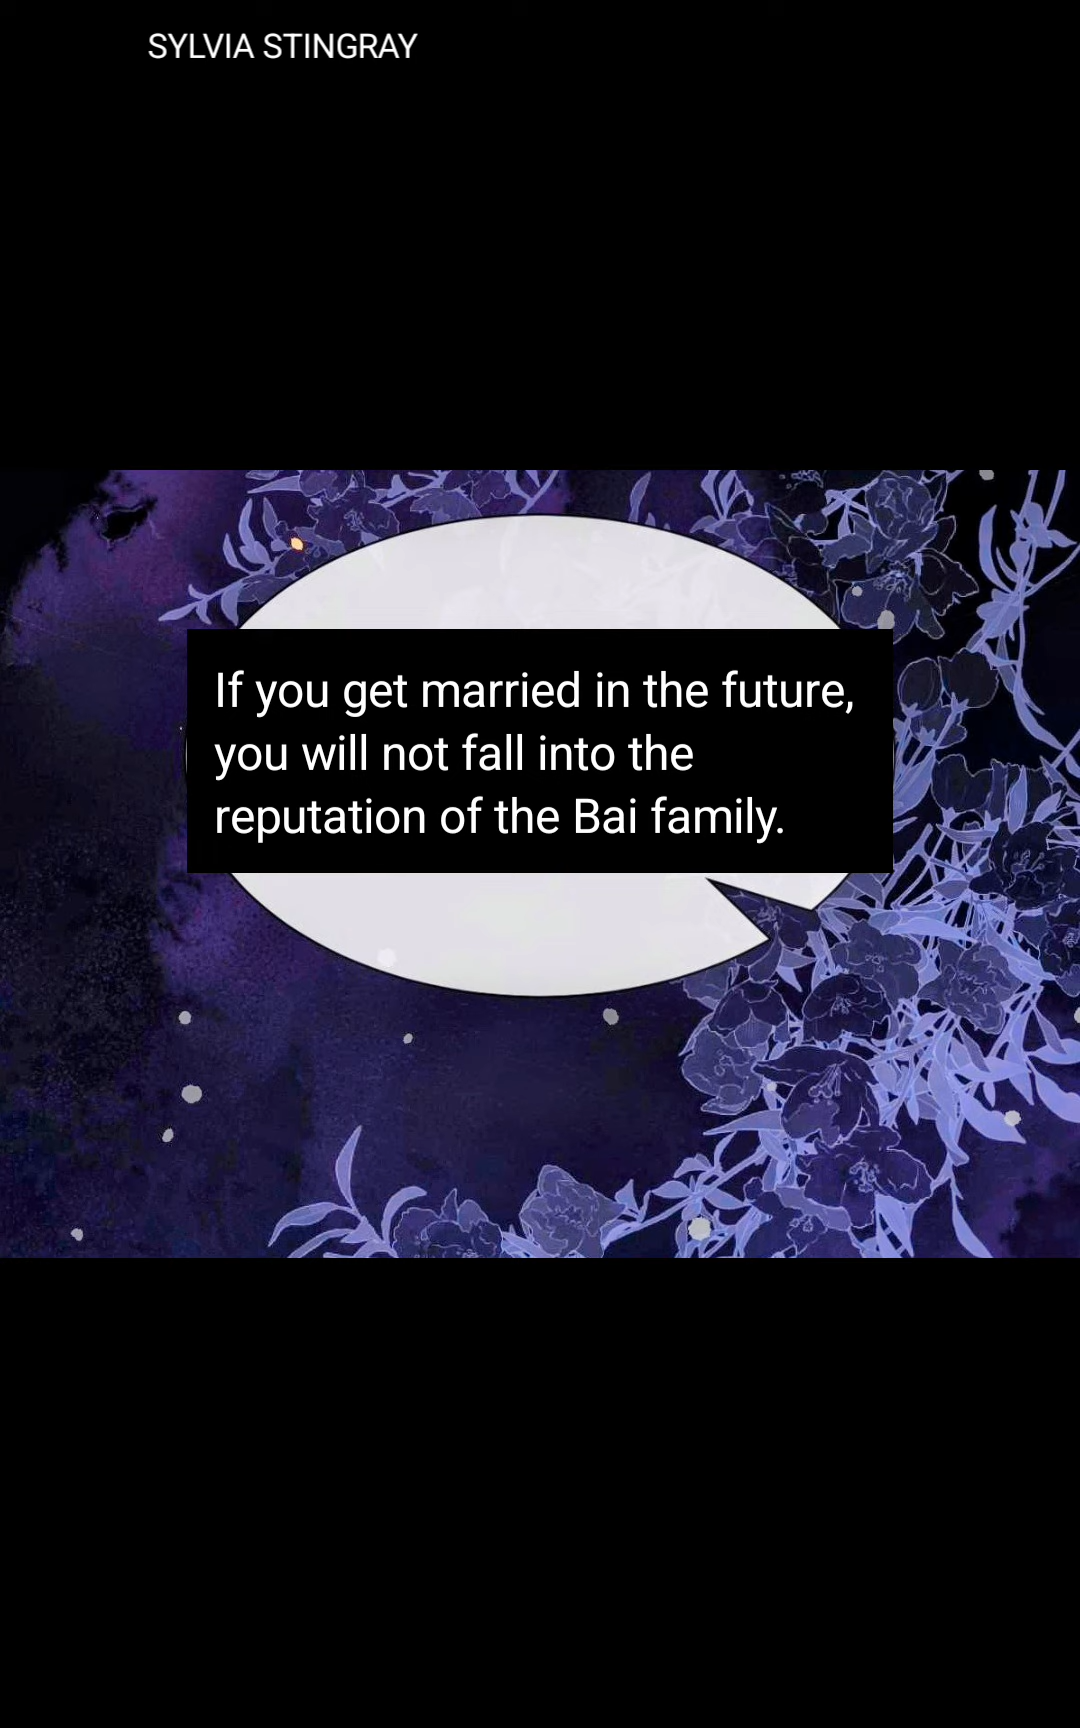 SYLVIA STINGRAY
If you get married in the future,
you will not fall into the
reputation of the Bai family.